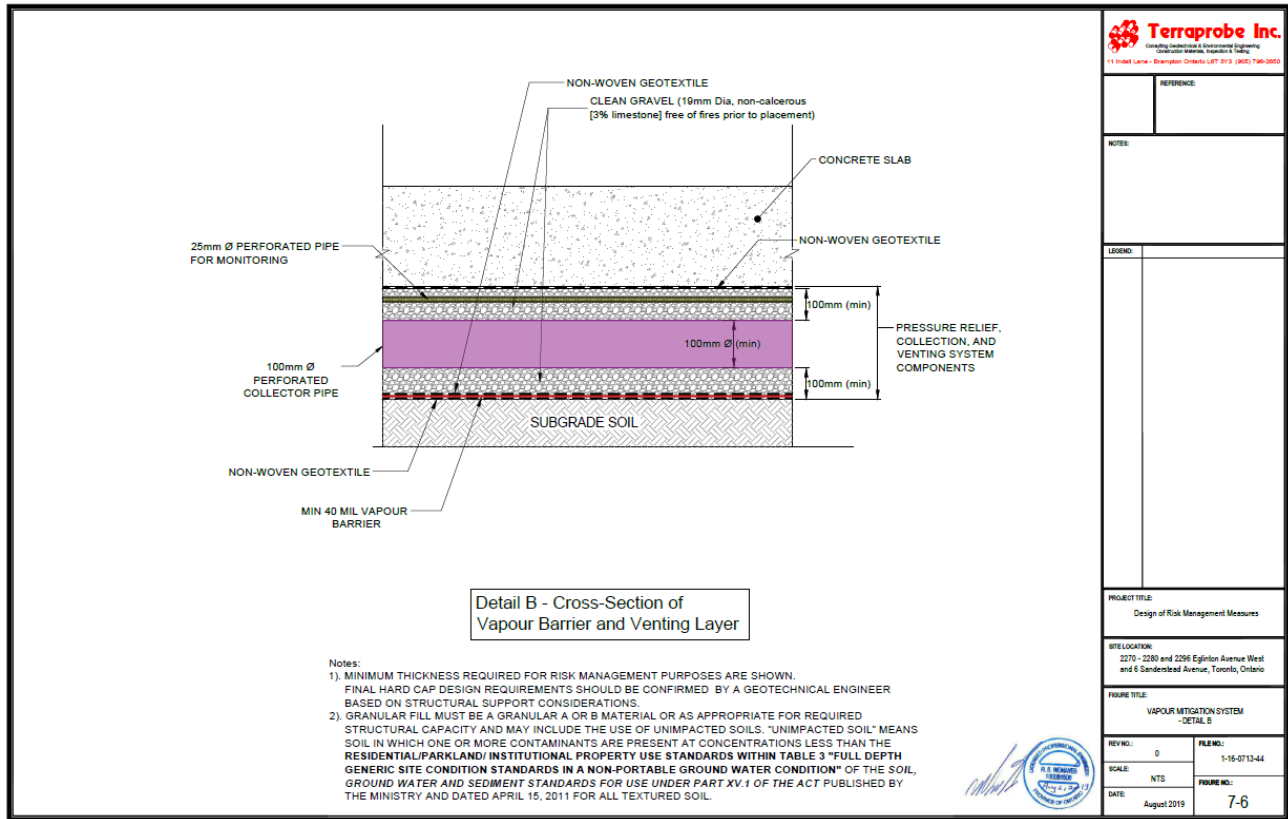 Terraprobe Inc.
Consulting Geotechnical & Environmental Engineering
Construction Materials, Inspection & Testing
11 Indell Lane - Brampton Ontario L6T 3Y3 (905) 796-2650
REFERENCE:
NOTES:
LEGEND:
NON-WOVEN GEOTEXTILE
CLEAN GRAVEL (19mm Dia, non-calcerous
[3% limestone] free of fires prior to placement)
CONCRETE SLAB
25mm Ø PERFORATED PIPE
FOR MONITORING
NON-WOVEN GEOTEXTILE
100mm (min)
100mm Ø (min)
PRESSURE RELIEF,
COLLECTION, AND
VENTING SYSTEM
COMPONENTS
100mm Ø
PERFORATED
COLLECTOR PIPE
100mm (min)
SUBGRADE SOIL
NON-WOVEN GEOTEXTILE
MIN 40 MIL VAPOUR
BARRIER
Detail B - Cross-Section of
Vapour Barrier and Venting Layer
Notes:
1). MINIMUM THICKNESS REQUIRED FOR RISK MANAGEMENT PURPOSES ARE SHOWN.
FINAL HARD CAP DESIGN REQUIREMENTS SHOULD BE CONFIRMED BY A GEOTECHNICAL ENGINEER
BASED ON STRUCTURAL SUPPORT CONSIDERATIONS.
2). GRANULAR FILL MUST BE A GRANULAR A OR B MATERIAL OR AS APPROPRIATE FOR REQUIRED
STRUCTURAL CAPACITY AND MAY INCLUDE THE USE OF UNIMPACTED SOILS. "UNIMPACTED SOIL" MEANS
SOIL IN WHICH ONE OR MORE CONTAMINANTS ARE PRESENT AT CONCENTRATIONS LESS THAN THE
RESIDENTIAL/PARKLAND/ INSTITUTIONAL PROPERTY USE STANDARDS WITHIN TABLE 3 "FULL DEPTH
GENERIC SITE CONDITION STANDARDS IN A NON-PORTABLE GROUND WATER CONDITION" OF THE SOIL,
GROUND WATER AND SEDIMENT STANDARDS FOR USE UNDER PART XV.1 OF THE ACT PUBLISHED BY
THE MINISTRY AND DATED APRIL 15, 2011 FOR ALL TEXTURED SOIL.
LICENSED PROFESSIONAL ENGINEER
PROVINCE OF ONTARIO
PROJECT TITLE:
Design of Risk Management Measures
SITE LOCATION:
2270 - 2280 and 2296 Eglinton Avenue West
and 6 Sanderstead Avenue, Toronto, Ontario
FIGURE TITLE:
VAPOUR MITIGATION SYSTEM
- DETAIL B
REV NO.:
0
FILE NO.:
1-16-0713-44
SCALE:
NTS
FIGURE NO.:
7-6
DATE:
August 2019